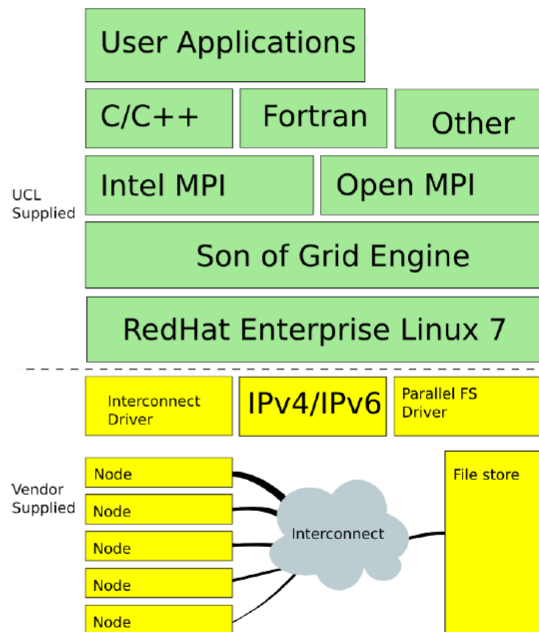 User Applications
C/C++
Fortran
Other
UCL
Supplied
Intel MPI
Open MPI
Son of Grid Engine
RedHat Enterprise Linux 7
Interconnect
Driver
IPv4/IPv6
Parallel FS
Driver
Vendor
Supplied
Node
Node
Node
Node
Node
Interconnect
File store